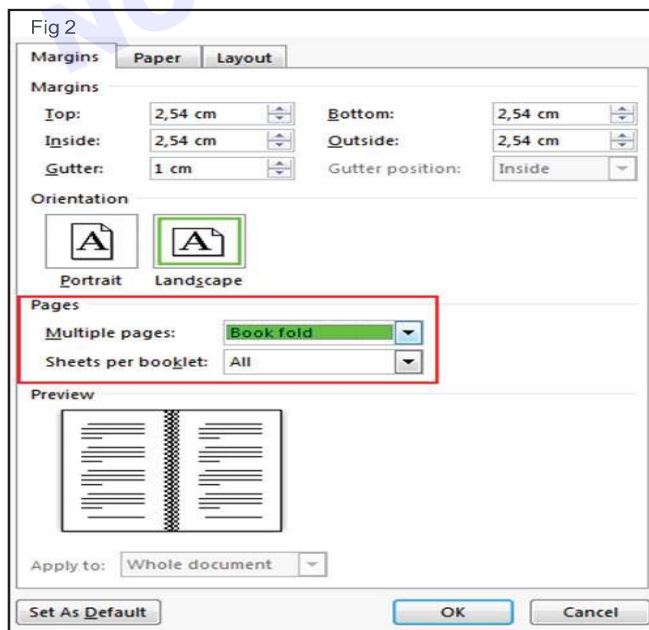 Fig 2
Margins Paper Layout
Margins
Top: 2,54 cm Bottom: 2,54 cm
Inside: 2,54 cm Outside: 2,54 cm
Gutter: 1 cm Gutter position: Inside
Orientation
A A
Portrait Landscape
Pages
Multiple pages: Book fold
Sheets per booklet: All
Preview
Apply to: Whole document
Set As Default OK Cancel